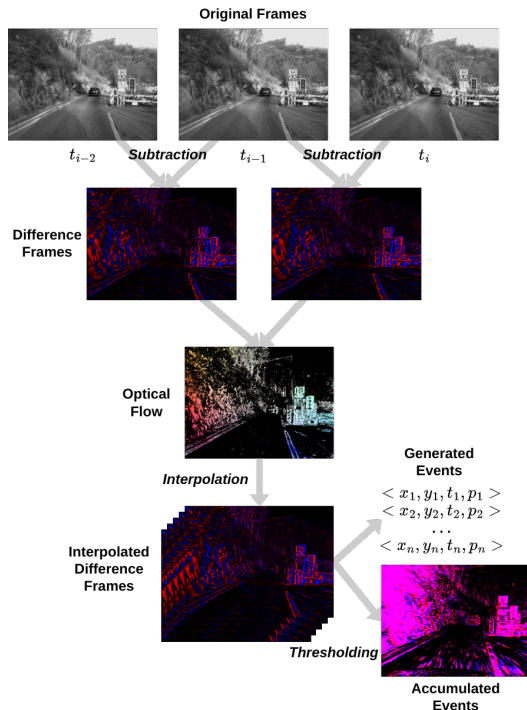 Original Frames
t_{i-2} Subtraction t_{i-1} Subtraction t_i
Difference
Frames
Optical
Flow
Interpolation
Generated
Events
< x_1, y_1, t_1, p_1 >
< x_2, y_2, t_2, p_2 >
...
< x_n, y_n, t_n, p_n >
Interpolated
Difference
Frames
Thresholding
Accumulated
Events